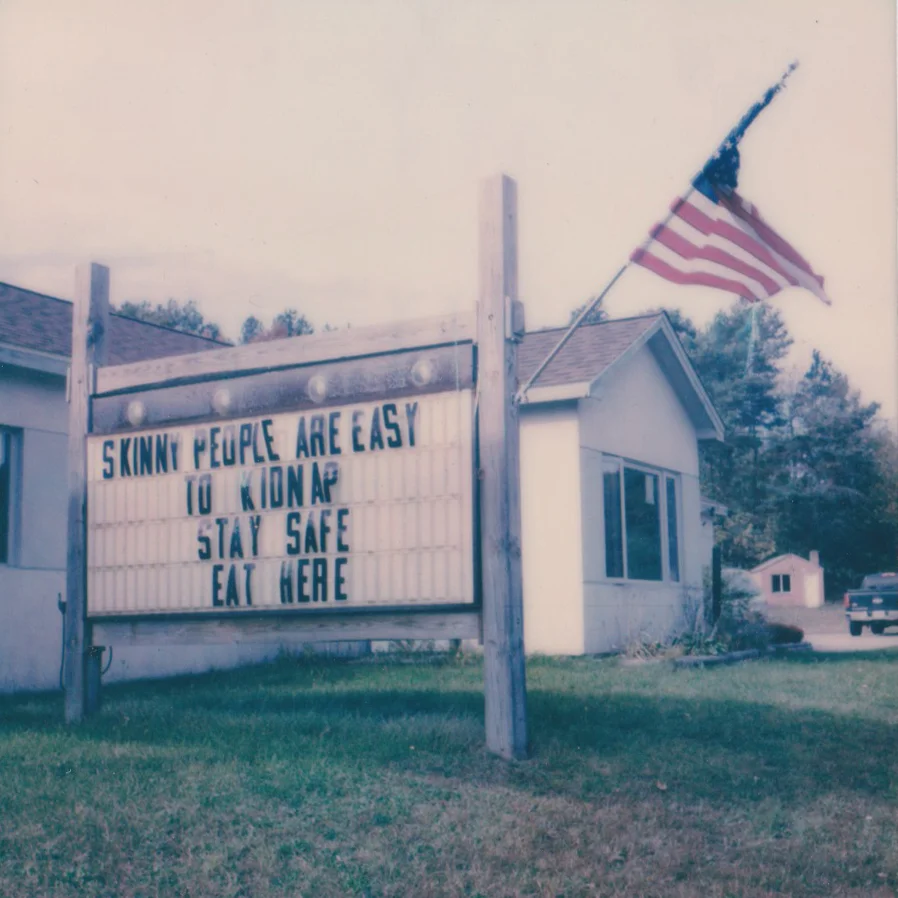 SKINNY PEOPLE ARE EASY
TO KIDNAP
STAY SAFE
EAT HERE